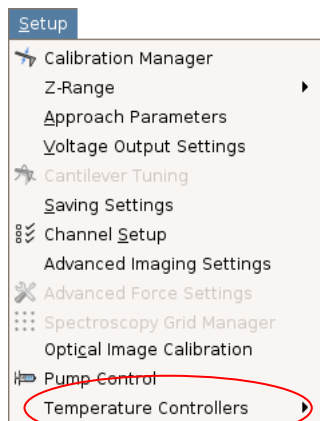 Setup
Calibration Manager
Z-Range
Approach Parameters
Voltage Output Settings
Cantilever Tuning
Saving Settings
Channel Setup
Advanced Imaging Settings
Advanced Force Settings
Spectroscopy Grid Manager
Optical Image Calibration
Pump Control
Temperature Controllers